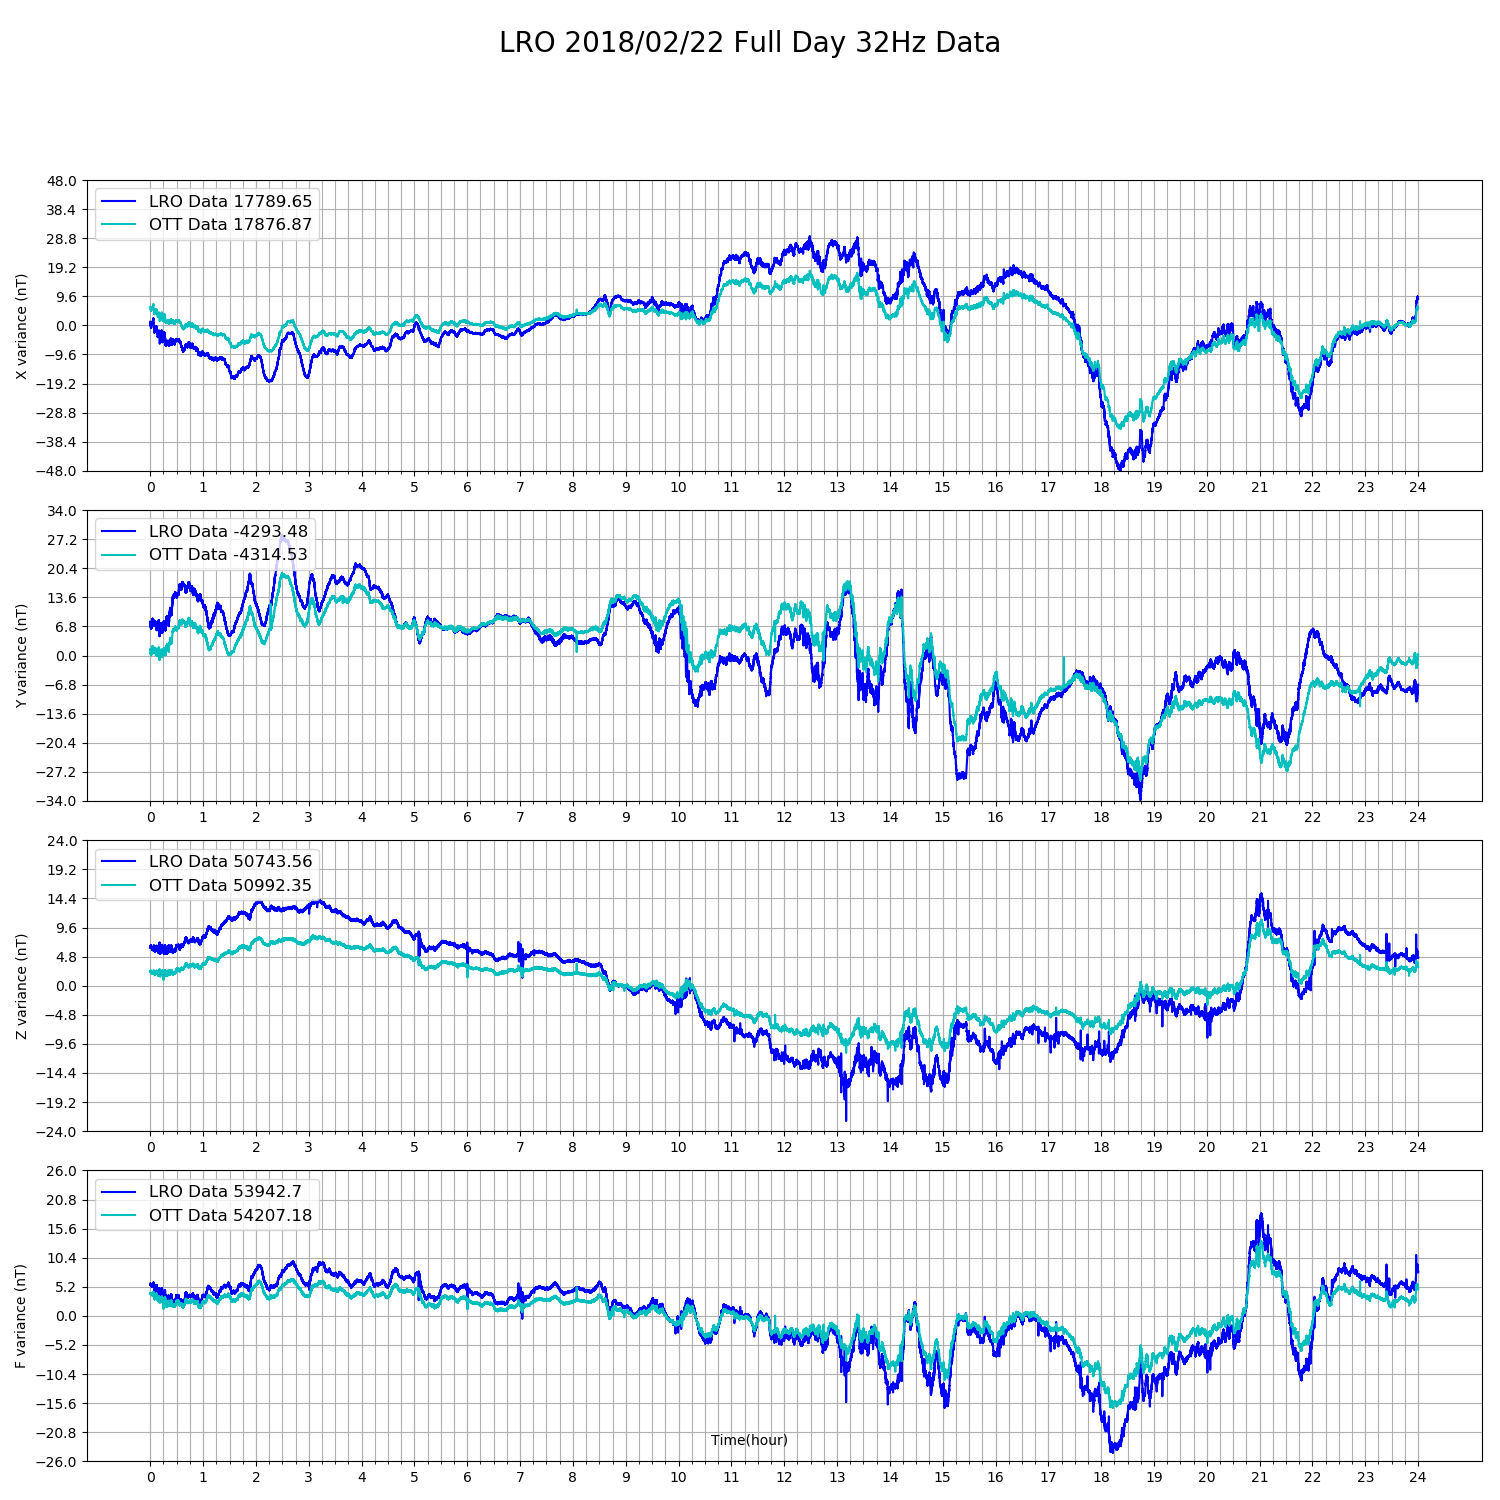 LRO 2018/02/22 Full Day 32Hz Data
LRO Data 17789.65
OTT Data 17876.87
X variance (nT)
48.0
38.4
28.8
19.2
9.6
0.0
−9.6
−19.2
−28.8
−38.4
−48.0
0 1 2 3 4 5 6 7 8 9 10 11 12 13 14 15 16 17 18 19 20 21 22 23 24
LRO Data -4293.48
OTT Data -4314.53
Y variance (nT)
34.0
27.2
20.4
13.6
6.8
0.0
−6.8
−13.6
−20.4
−27.2
−34.0
0 1 2 3 4 5 6 7 8 9 10 11 12 13 14 15 16 17 18 19 20 21 22 23 24
LRO Data 50743.56
OTT Data 50992.35
Z variance (nT)
24.0
19.2
14.4
9.6
4.8
0.0
−4.8
−9.6
−14.4
−19.2
−24.0
0 1 2 3 4 5 6 7 8 9 10 11 12 13 14 15 16 17 18 19 20 21 22 23 24
LRO Data 53942.7
OTT Data 54207.18
F variance (nT)
26.0
20.8
15.6
10.4
5.2
0.0
−5.2
−10.4
−15.6
−20.8
−26.0
Time(hour)
0 1 2 3 4 5 6 7 8 9 10 11 12 13 14 15 16 17 18 19 20 21 22 23 24